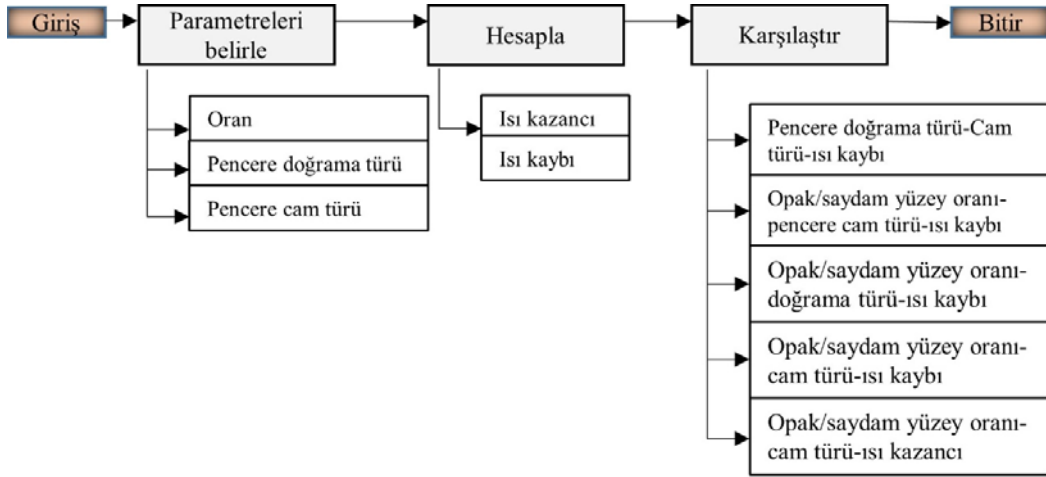 Giriş
Parametreleri
belirle
Hesapla
Karşılaştır
Bitir
Oran
Pencere doğrama türü
Pencere cam türü
Isı kazancı
Isı kaybı
Pencere doğrama türü-Cam
türü-ısı kaybı
Opak/saydam yüzey oranı-
pencere cam türü-ısı kaybı
Opak/saydam yüzey oranı-
doğrama türü-ısı kaybı
Opak/saydam yüzey oranı-
cam türü-ısı kaybı
Opak/saydam yüzey oranı-
cam türü-ısı kazancı